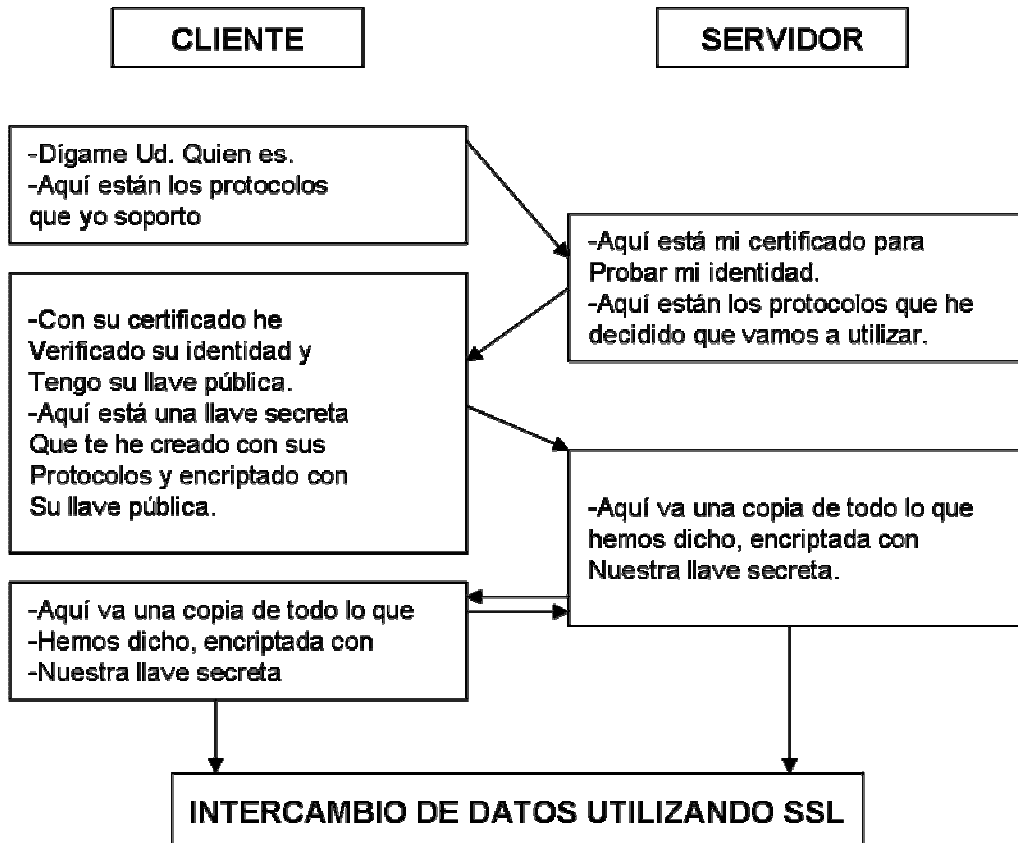 CLIENTE
SERVIDOR
-Dígame Ud. Quien es.
-Aquí están los protocolos
que yo soporto
-Aquí está mi certificado para
Probar mi identidad.
-Aquí están los protocolos que he
decidido que vamos a utilizar.
-Con su certificado he
Verificado su identidad y
Tengo su llave pública.
-Aquí está una llave secreta
Que te he creado con sus
Protocolos y encriptado con
Su llave pública.
-Aquí va una copia de todo lo que
hemos dicho, encriptada con
Nuestra llave secreta.
-Aquí va una copia de todo lo que
-Hemos dicho, encriptada con
-Nuestra llave secreta
INTERCAMBIO DE DATOS UTILIZANDO SSL